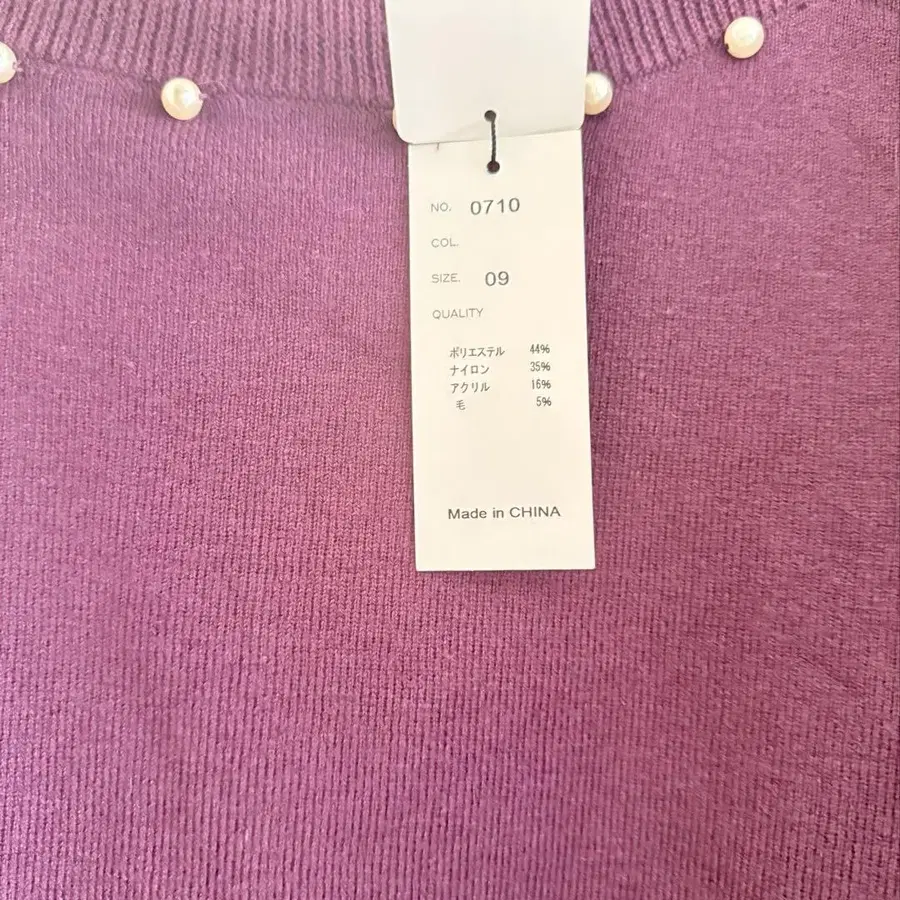 NO. 0710
COL.
SIZE. 09
QUALITY
ポリエステル 44%
ナイロン 35%
アクリル 16%
毛 5%
Made in CHINA